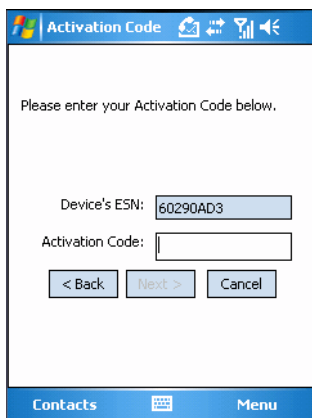 Activation Code
Please enter your Activation Code below.
Device's ESN: 60290AD3
Activation Code:
< Back Next > Cancel
Contacts Menu